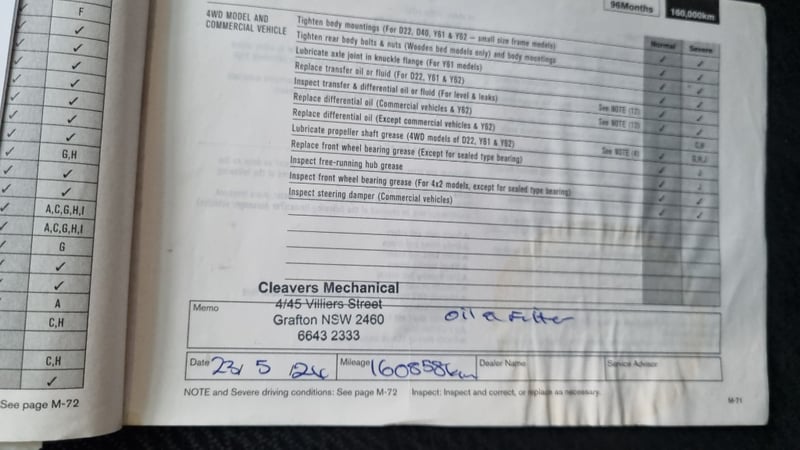 F
G,H
A,C,G,H,I
A,C,G,H,I
G
A
C,H
C,H
See page M-72
96Months
160,000km
4WD MODEL AND
COMMERCIAL VEHICLE
Normal Severe
Tighten body mountings (For D22, D40, Y61 & Y62 – small size frame models)
Tighten rear body bolts & nuts (Wooden bed models only) and body mountings
Lubricate axle joint in knuckle flange (For Y61 models)
Replace transfer oil or fluid (For D22, Y61 & Y62)
Inspect transfer & differential oil or fluid (For level & leaks)
Replace differential oil (Commercial vehicles & Y62) See NOTE (12)
Replace differential oil (Except commercial vehicles & Y62) See NOTE (12)
Lubricate propeller shaft grease (4WD models of D22, Y61 & Y62)
Replace front wheel bearing grease (Except for sealed type bearing)
Inspect free-running hub grease
Inspect front wheel bearing grease (For 4x2 models, except for sealed type bearing)
Inspect steering damper (Commercial vehicles)
Cleavers Mechanical
4/45 Villiers Street
Grafton NSW 2460
6643 2333
Memo Oil & Filter
Date 23/ 5 /24 Mileage 160858km Dealer Name Service Advisor
NOTE and Severe driving conditions: See page M-72 Inspect: Inspect and correct, or replace as necessary.
M-71